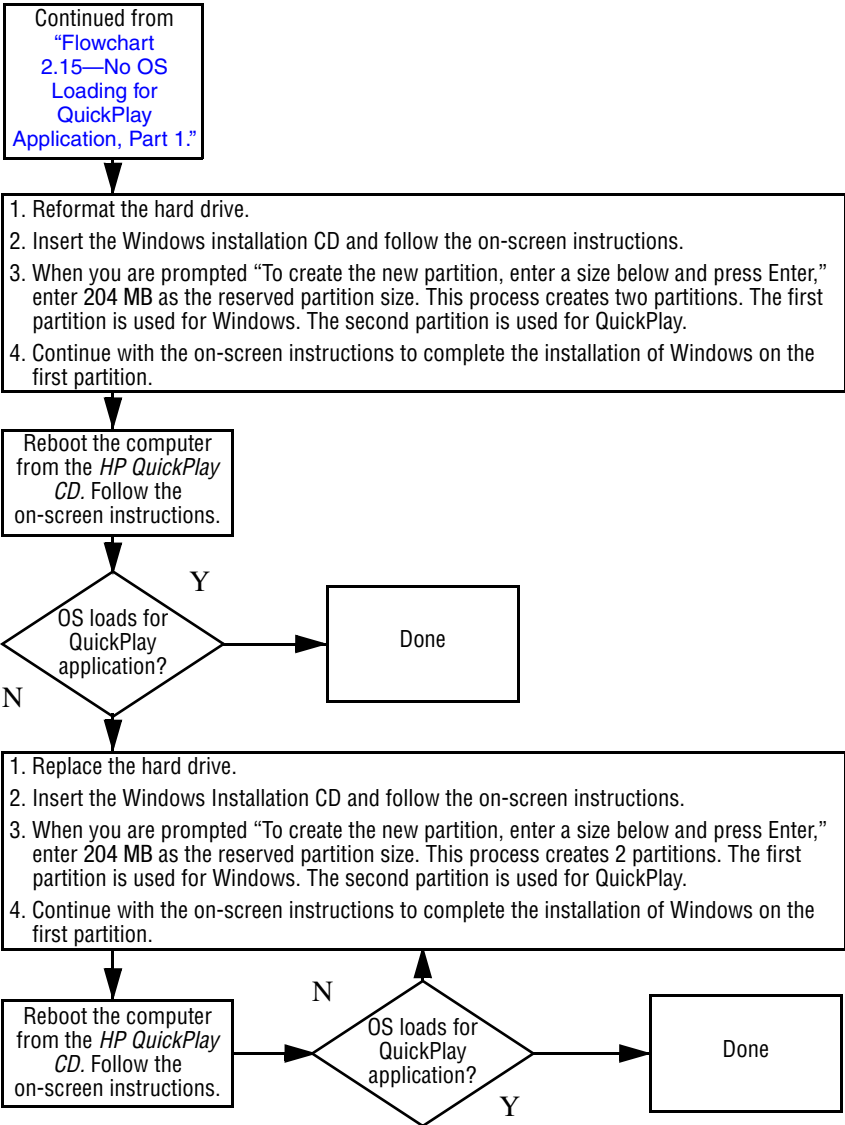 Continued from
“Flowchart
2.15—No OS
Loading for
QuickPlay
Application, Part 1.”
1. Reformat the hard drive.
2. Insert the Windows installation CD and follow the on-screen instructions.
3. When you are prompted “To create the new partition, enter a size below and press Enter,”
enter 204 MB as the reserved partition size. This process creates two partitions. The first
partition is used for Windows. The second partition is used for QuickPlay.
4. Continue with the on-screen instructions to complete the installation of Windows on the
first partition.
Reboot the computer
from the HP QuickPlay
CD. Follow the
on-screen instructions.
Y
OS loads for
QuickPlay
application?
Done
N
1. Replace the hard drive.
2. Insert the Windows Installation CD and follow the on-screen instructions.
3. When you are prompted “To create the new partition, enter a size below and press Enter,”
enter 204 MB as the reserved partition size. This process creates 2 partitions. The first
partition is used for Windows. The second partition is used for QuickPlay.
4. Continue with the on-screen instructions to complete the installation of Windows on the
first partition.
Reboot the computer
from the HP QuickPlay
CD. Follow the
on-screen instructions.
N
OS loads for
QuickPlay
application?
Y
Done